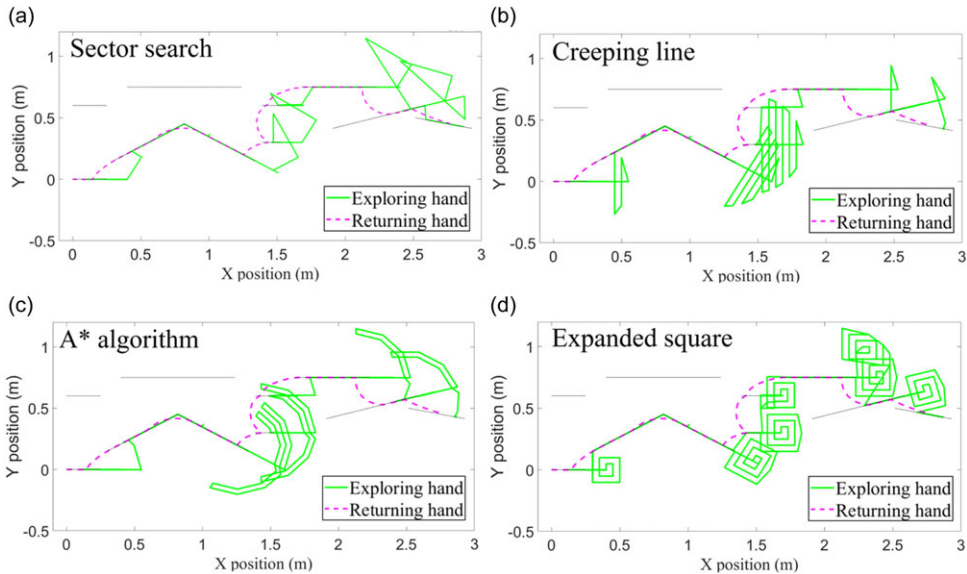 (a)
Sector search
1
0.5
0
-0.5
Y position (m)
0 0.5 1 1.5 2 2.5 3
X position (m)
Exploring hand
Returning hand
(b)
Creeping line
1
0.5
0
-0.5
Y position (m)
0 0.5 1 1.5 2 2.5 3
X position (m)
Exploring hand
Returning hand
(c)
A* algorithm
1
0.5
0
-0.5
Y position (m)
0 0.5 1 1.5 2 2.5 3
X position (m)
Exploring hand
Returning hand
(d)
Expanded square
1
0.5
0
-0.5
Y position (m)
0 0.5 1 1.5 2 2.5 3
X position (m)
Exploring hand
Returning hand